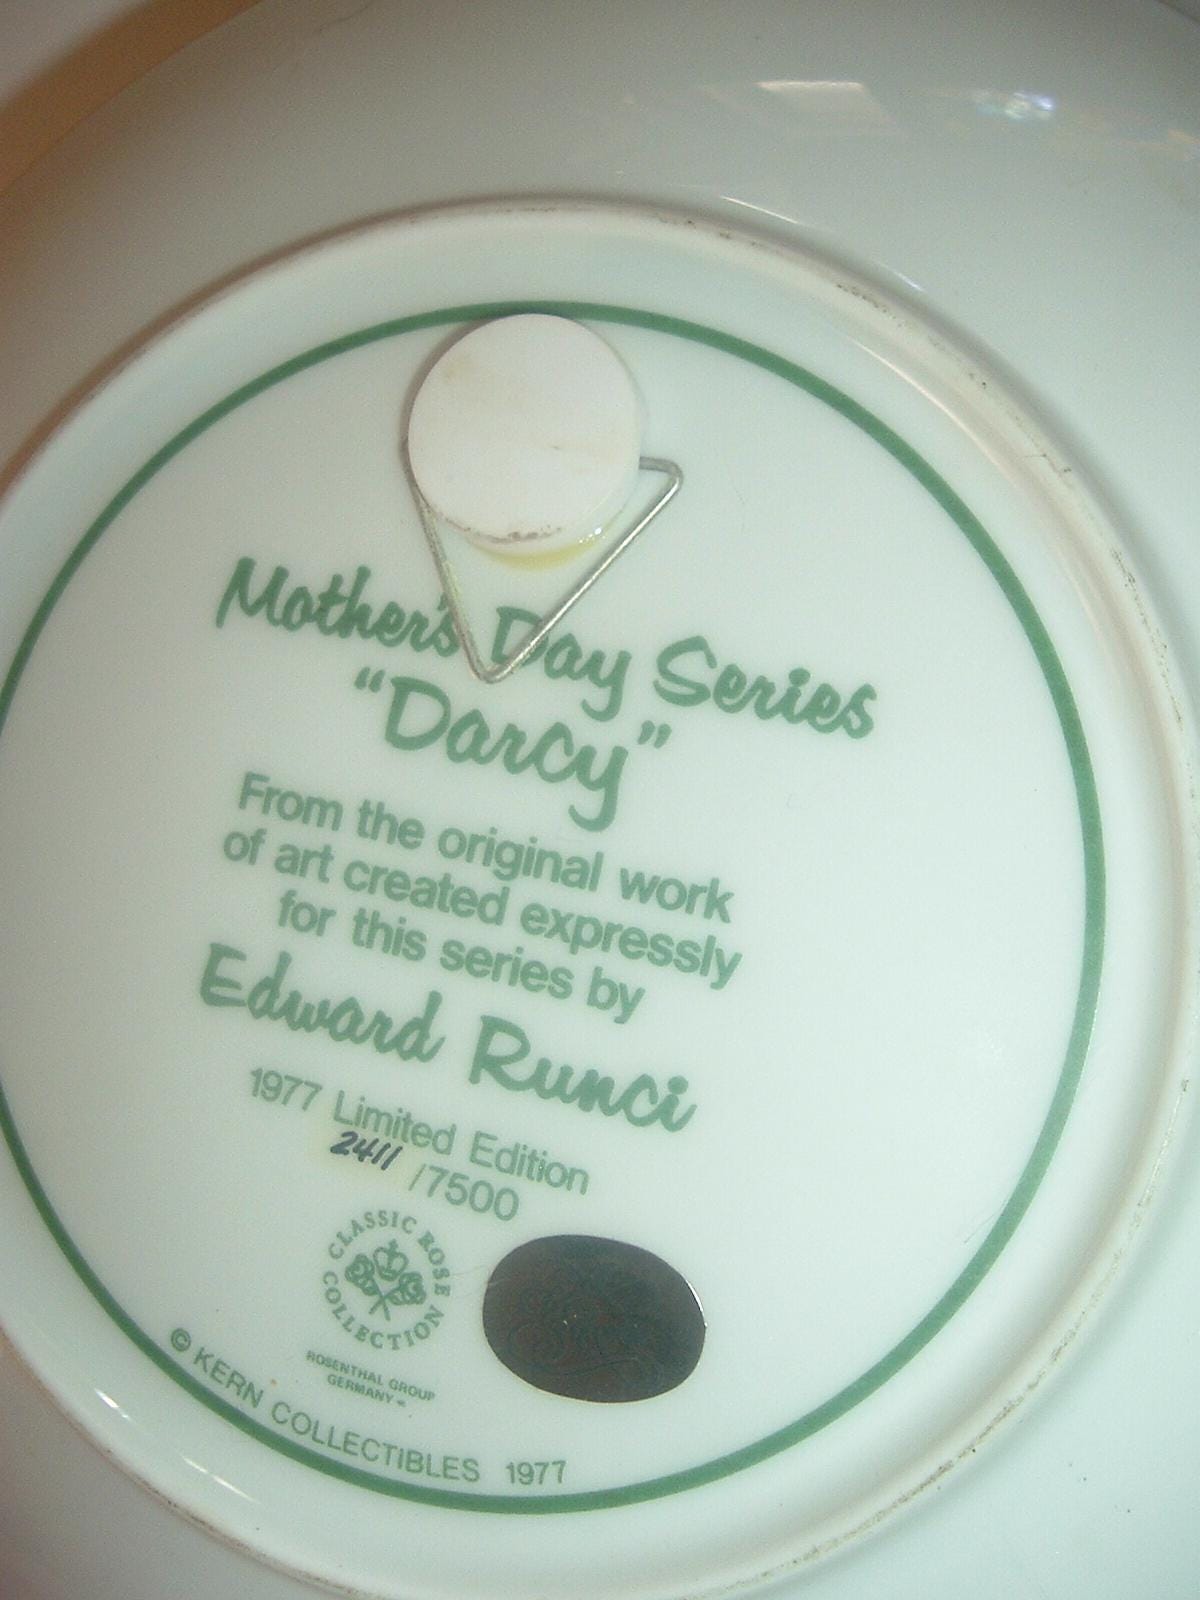 Mother's Day Series
“Darcy”
From the original work
of art created expressly
for this series by
Edward Runci
1977 Limited Edition
2411 /7500
CLASSIC ROSE
COLLECTION
ROSENTHAL GROUP
GERMANY
© KERN COLLECTIBLES 1977